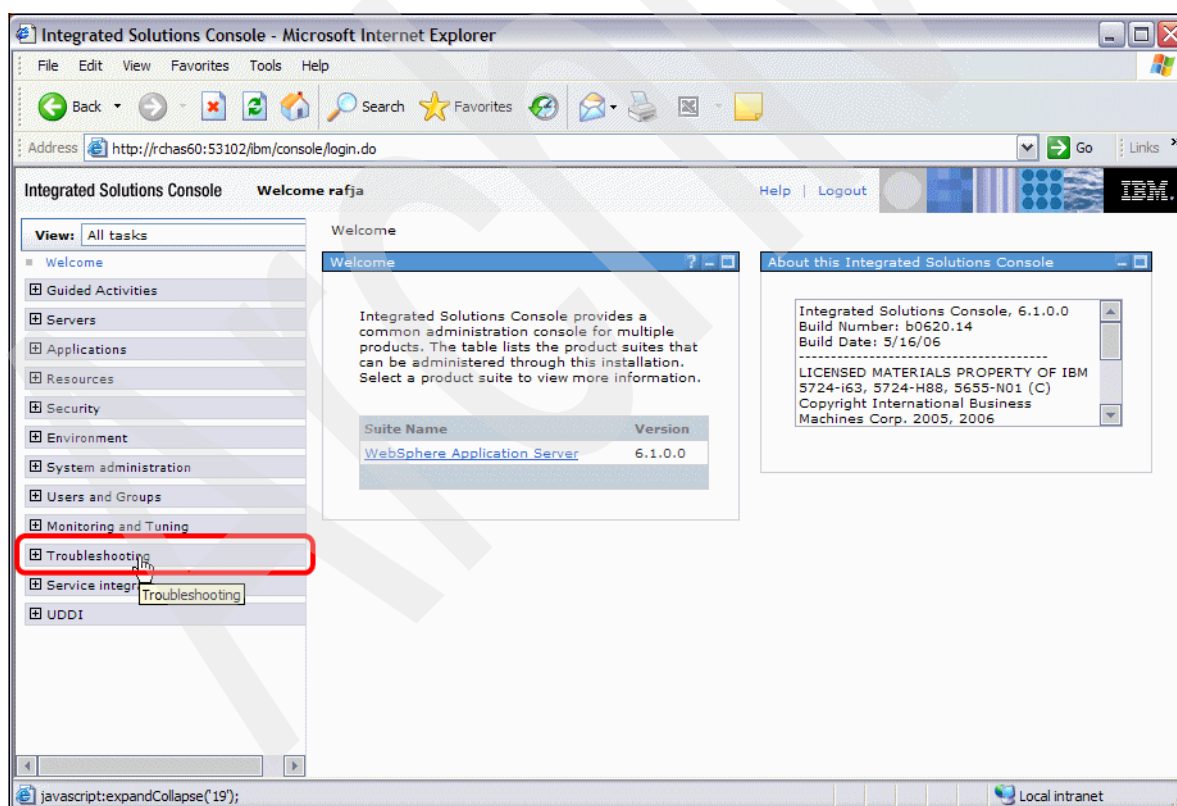 Integrated Solutions Console - Microsoft Internet Explorer
File Edit View Favorites Tools Help
Back Search Favorites
Address http://rchas60:53102/ibm/console/login.do Go Links »
Integrated Solutions Console Welcome rafja Help | Logout IBM.
View: All tasks
Welcome
Guided Activities
Servers
Applications
Resources
Security
Environment
System administration
Users and Groups
Monitoring and Tuning
Troubleshooting
Service integr
Troubleshooting
UDDI
Welcome
Welcome ?
Integrated Solutions Console provides a
common administration console for multiple
products. The table lists the product suites that
can be administered through this installation.
Select a product suite to view more information.
Suite Name Version
WebSphere Application Server 6.1.0.0
About this Integrated Solutions Console
Integrated Solutions Console, 6.1.0.0
Build Number: b0620.14
Build Date: 5/16/06
----------------------------------------
LICENSED MATERIALS PROPERTY OF IBM
5724-i63, 5724-H88, 5655-N01 (C)
Copyright International Business
Machines Corp. 2005, 2006
javascript:expandCollapse('19'); Local intranet